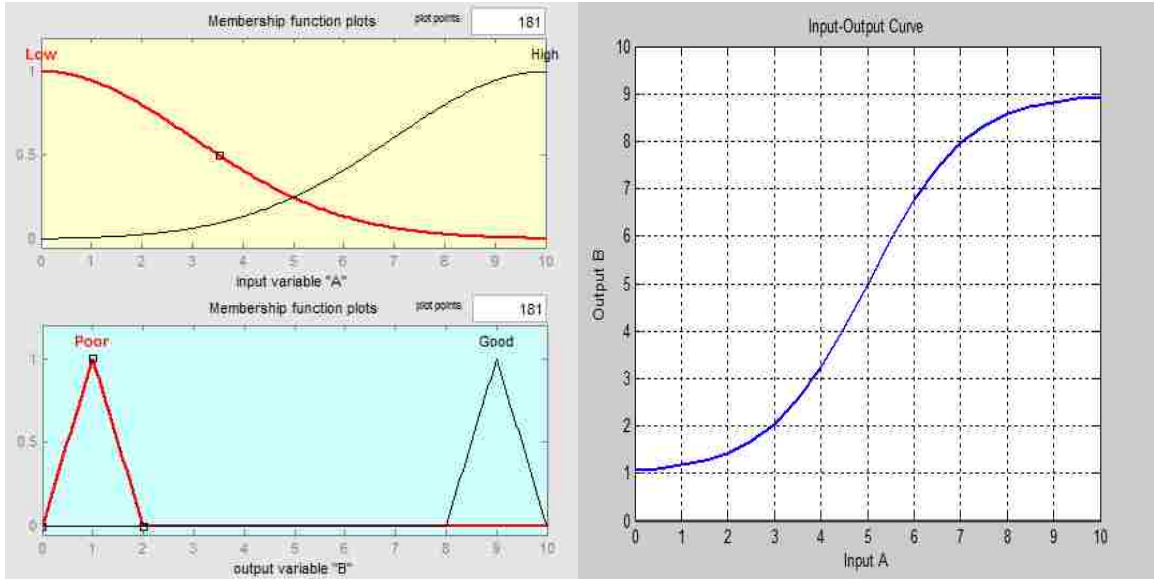 Membership function plots plot points: 181
Low High
1
0.5
0
0 1 2 3 4 5 6 7 8 9 10
input variable "A"
Membership function plots plot points: 181
Poor Good
1
0.5
0
0 1 2 3 4 5 6 7 8 9 10
output variable "B"
Input-Output Curve
10
9
8
7
6
5
4
3
2
1
0
Output B
0 1 2 3 4 5 6 7 8 9 10
Input A